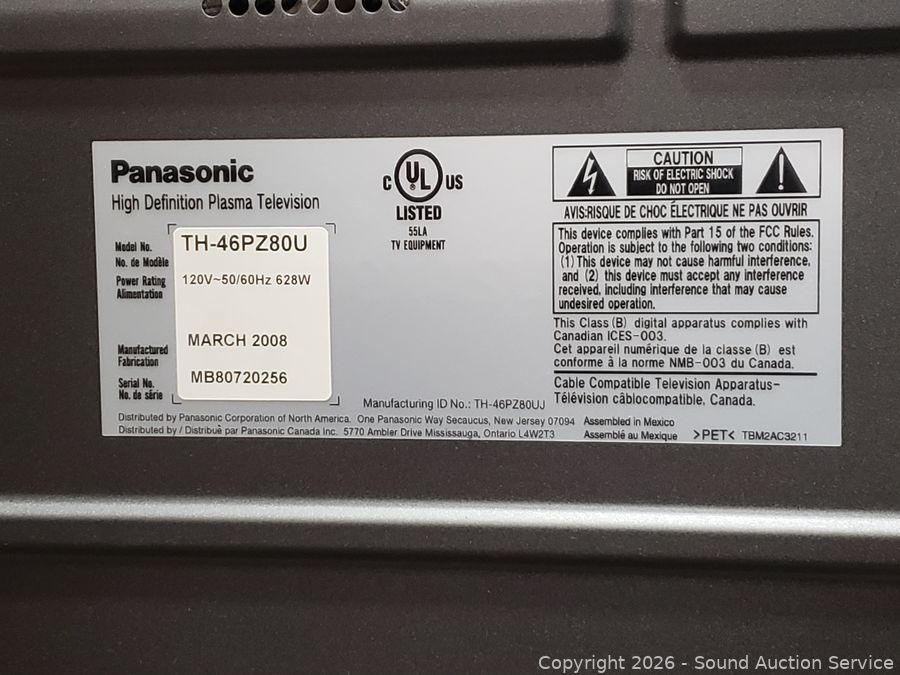 Panasonic
High Definition Plasma Television
Model No.
No. de Modèle
TH-46PZ80U
Power Rating
Alimentation
120V~50/60Hz 628W
MARCH 2008
Manufactured
Fabrication
Serial No.
No. de série
MB80720256
C UL US
®
LISTED
55LA
TV EQUIPMENT
CAUTION
RISK OF ELECTRIC SHOCK
DO NOT OPEN
AVIS:RISQUE DE CHOC ÉLECTRIQUE NE PAS OUVRIR
This device complies with Part 15 of the FCC Rules.
Operation is subject to the following two conditions:
(1) This device may not cause harmful interference,
and (2) this device must accept any interference
received, including interference that may cause
undesired operation.
This Class (B) digital apparatus complies with
Canadian ICES-003.
Cet appareil numérique de la classe (B) est
conforme à la norme NMB-003 du Canada.
Cable Compatible Television Apparatus-
Télévision câblocompatible, Canada.
Manufacturing ID No.: TH-46PZ80UJ
Distributed by Panasonic Corporation of North America. One Panasonic Way Secaucus, New Jersey 07094
Distributed by / Distribué par Panasonic Canada Inc. 5770 Ambler Drive Mississauga, Ontario L4W2T3
Assembled in Mexico
Assemblé au Mexique
>PET< TBM2AC3211
Copyright 2026 - Sound Auction Service